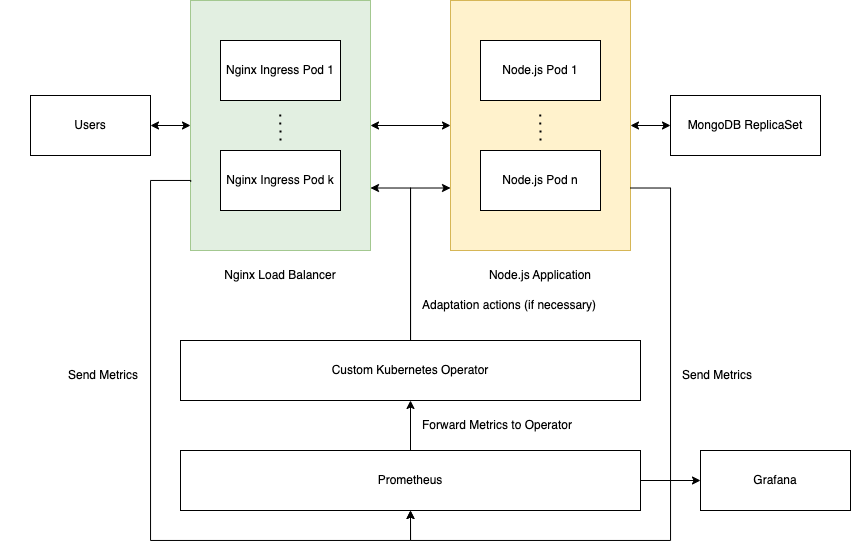 Nginx Ingress Pod 1
Node.js Pod 1
Users
MongoDB ReplicaSet
Nginx Ingress Pod k
Node.js Pod n
Nginx Load Balancer
Node.js Application
Adaptation actions (if necessary)
Custom Kubernetes Operator
Send Metrics
Send Metrics
Forward Metrics to Operator
Prometheus
Grafana